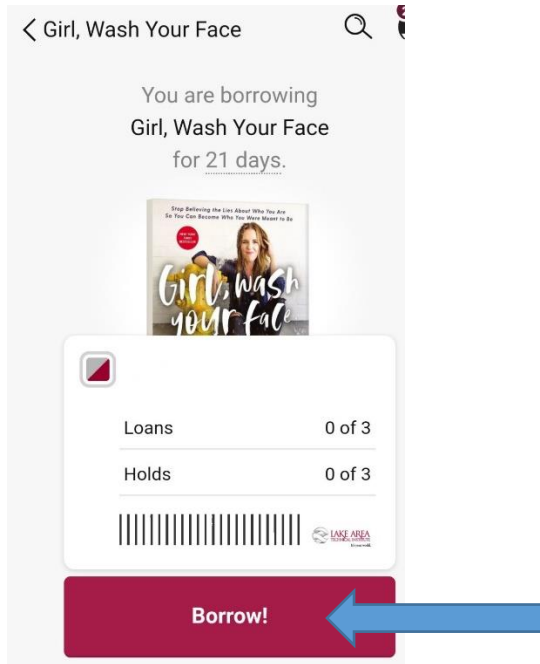 Girl, Wash Your Face
You are borrowing
Girl, Wash Your Face
for 21 days.
Stop Believing the Lies About Who You Are
So You Can Become Who You Were Meant to Be
Girl, wash
your face
Loans 0 of 3
Holds 0 of 3
LAKE AREA
TECHNICAL INSTITUTE
Borrow!